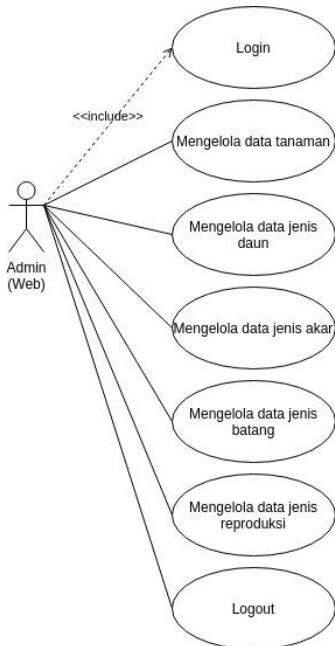 Login
<<include>>
Mengelola data tanaman
Mengelola data jenis
daun
Admin
(Web)
Mengelola data jenis akar
Mengelola data jenis
batang
Mengelola data jenis
reproduksi
Logout